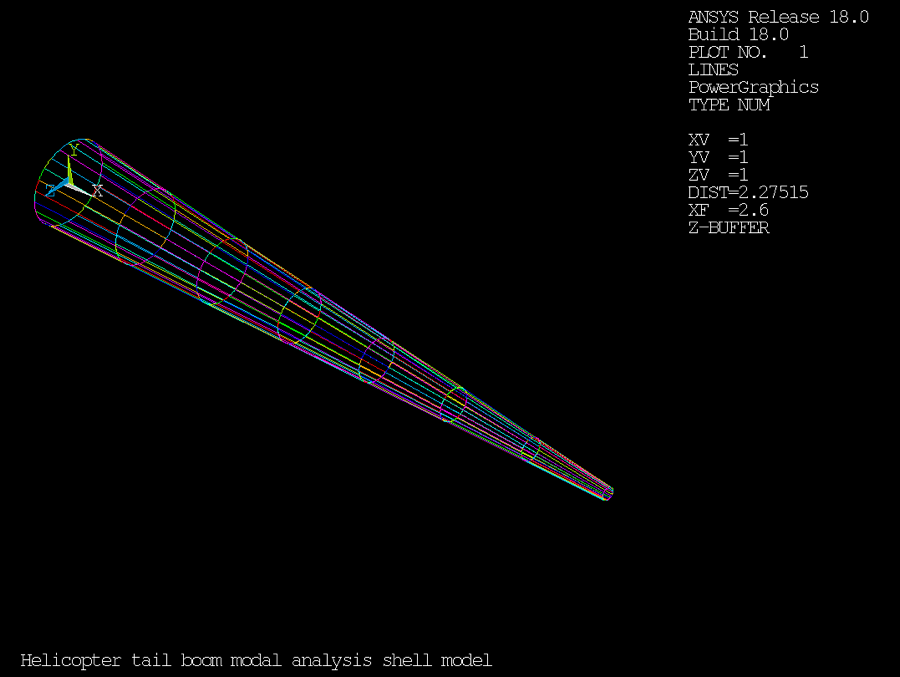 ANSYS Release 18.0
Build 18.0
PLOT NO.   1
LINES
PowerGraphics
TYPE NUM
XV  =1
YV  =1
ZV  =1
DIST=2.27515
XF  =2.6
Z-BUFFER
Y
Z X
Helicopter tail boom modal analysis shell model